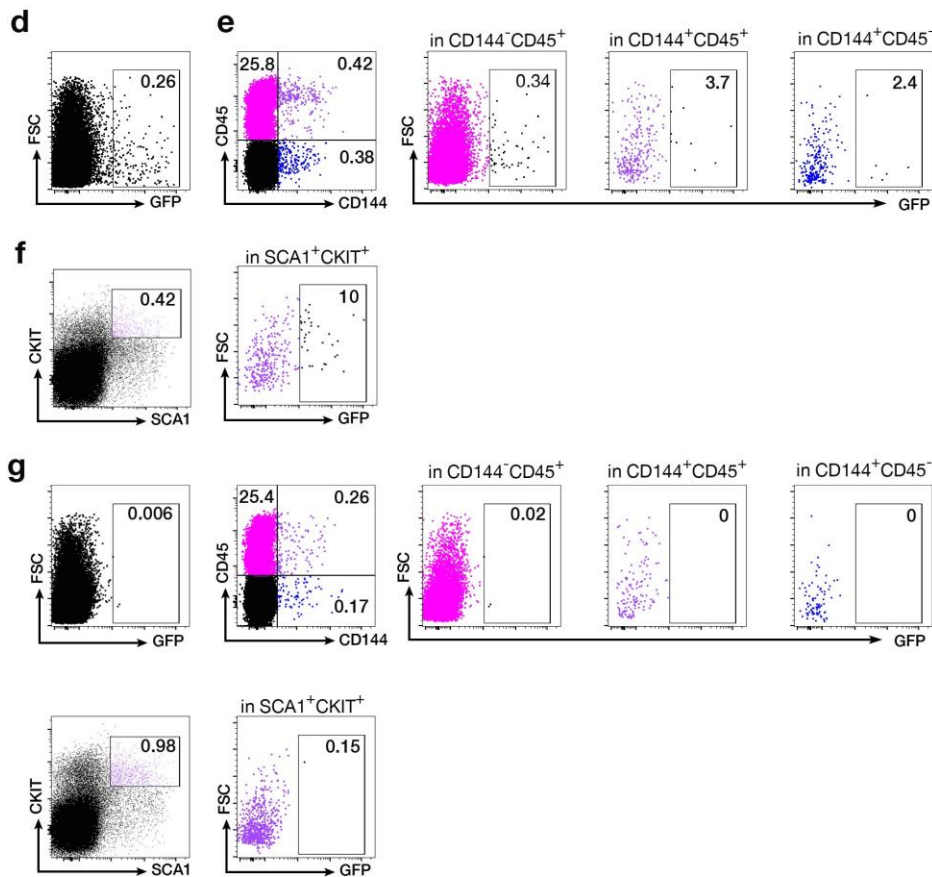 d
FSC
0.26
GFP
e
CD45
25.8
0.42
0.38
CD144
in CD144⁻CD45⁺
FSC
0.34
in CD144⁺CD45⁺
3.7
in CD144⁺CD45⁻
2.4
GFP
f
CKIT
0.42
SCA1
in SCA1⁺CKIT⁺
FSC
10
GFP
g
FSC
0.006
GFP
CD45
25.4
0.26
0.17
CD144
in CD144⁻CD45⁺
FSC
0.02
in CD144⁺CD45⁺
0
in CD144⁺CD45⁻
0
GFP
CKIT
0.98
SCA1
in SCA1⁺CKIT⁺
FSC
0.15
GFP